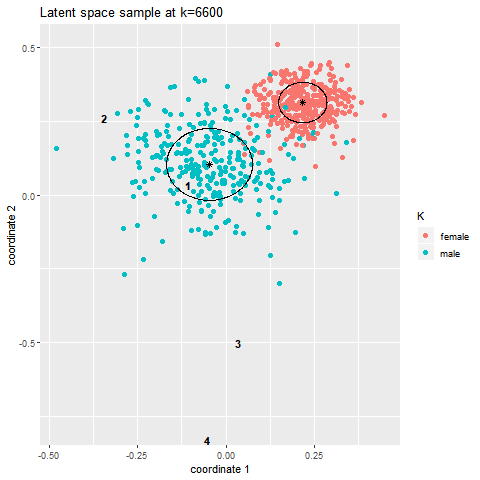 Latent space sample at k=6600
0.5
2
1
0.0
coordinate 2
K
female
male
-0.5
3
4
-0.50
-0.25
0.00
0.25
coordinate 1